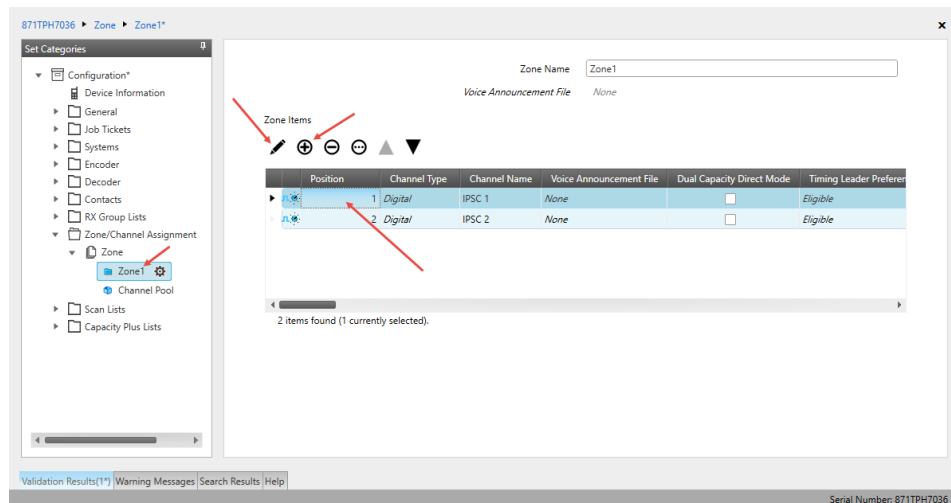 871TPH7036 Zone Zone1*
Set Categories
Configuration*
Device Information
General
Job Tickets
Systems
Encoder
Decoder
Contacts
RX Group Lists
Zone/Channel Assignment
Zone
Zone1
Channel Pool
Scan Lists
Capacity Plus Lists
Zone Name Zone1
Voice Announcement File None
Zone Items
Position Channel Type Channel Name Voice Announcement File Dual Capacity Direct Mode Timing Leader Preferen
1 Digital IPSC 1 None Eligible
2 Digital IPSC 2 None Eligible
2 items found (1 currently selected).
Validation Results(1*) Warning Messages Search Results Help
Serial Number: 871TPH7036